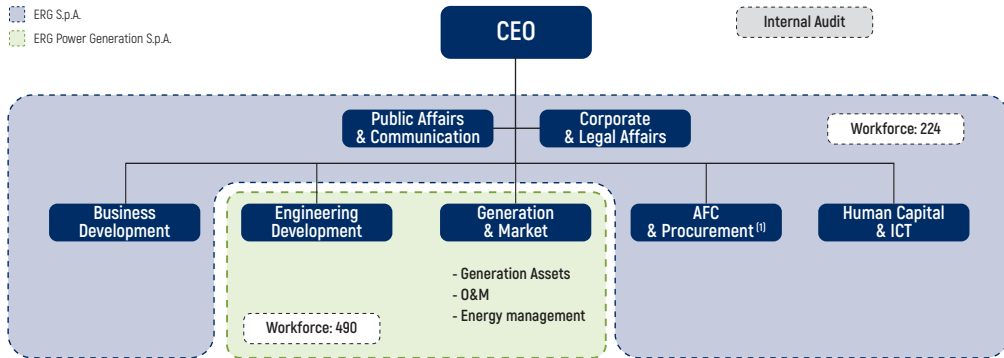 ERG S.p.A.
ERG Power Generation S.p.A.
CEO
Internal Audit
Public Affairs
& Communication
Corporate
& Legal Affairs
Workforce: 224
Business
Development
Engineering
Development
Generation
& Market
AFC
& Procurement (1)
Human Capital
& ICT
- Generation Assets
- O&M
- Energy management
Workforce: 490